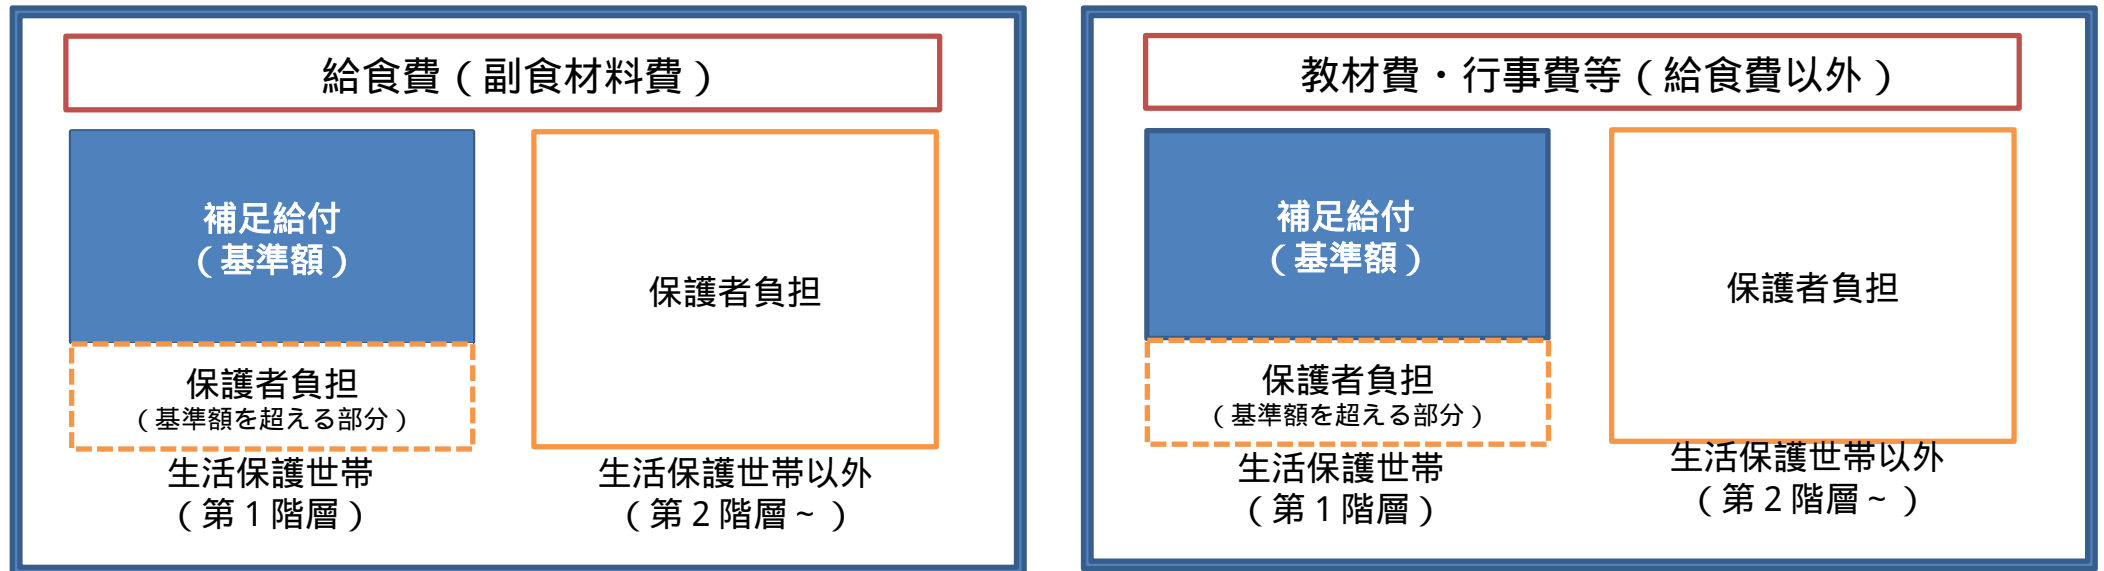 給食費（副食材料費）
補足給付
（基準額）
保護者負担
（基準額を超える部分）
生活保護世帯
（第１階層）
保護者負担
生活保護世帯以外
（第２階層~　）
教材費・行事費等（給食費以外）
補足給付
（基準額）
保護者負担
（基準額を超える部分）
生活保護世帯
（第１階層）
保護者負担
生活保護世帯以外
（第２階層~　）